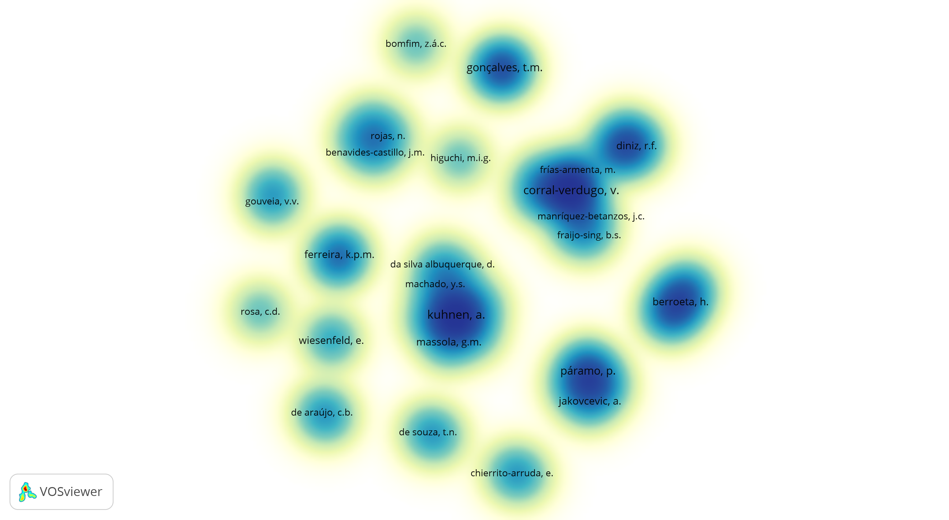 bomfim, z.á.c.
gonçalves, t.m.
rojas, n.
diniz, r.f.
benavides-castillo, j.m.
higuchi, m.i.g.
frías-armenta, m.
corral-verdugo, v.
gouveia, v.v.
manríquez-betanzos, j.c.
fraijo-sing, b.s.
ferreira, k.p.m.
da silva albuquerque, d.
machado, y.s.
berroeta, h.
rosa, c.d.
kuhnen, a.
wiesenfeld, e.
massola, g.m.
páramo, p.
jakovcevic, a.
de araújo, c.b.
de souza, t.n.
chierrito-arruda, e.
VOSviewer